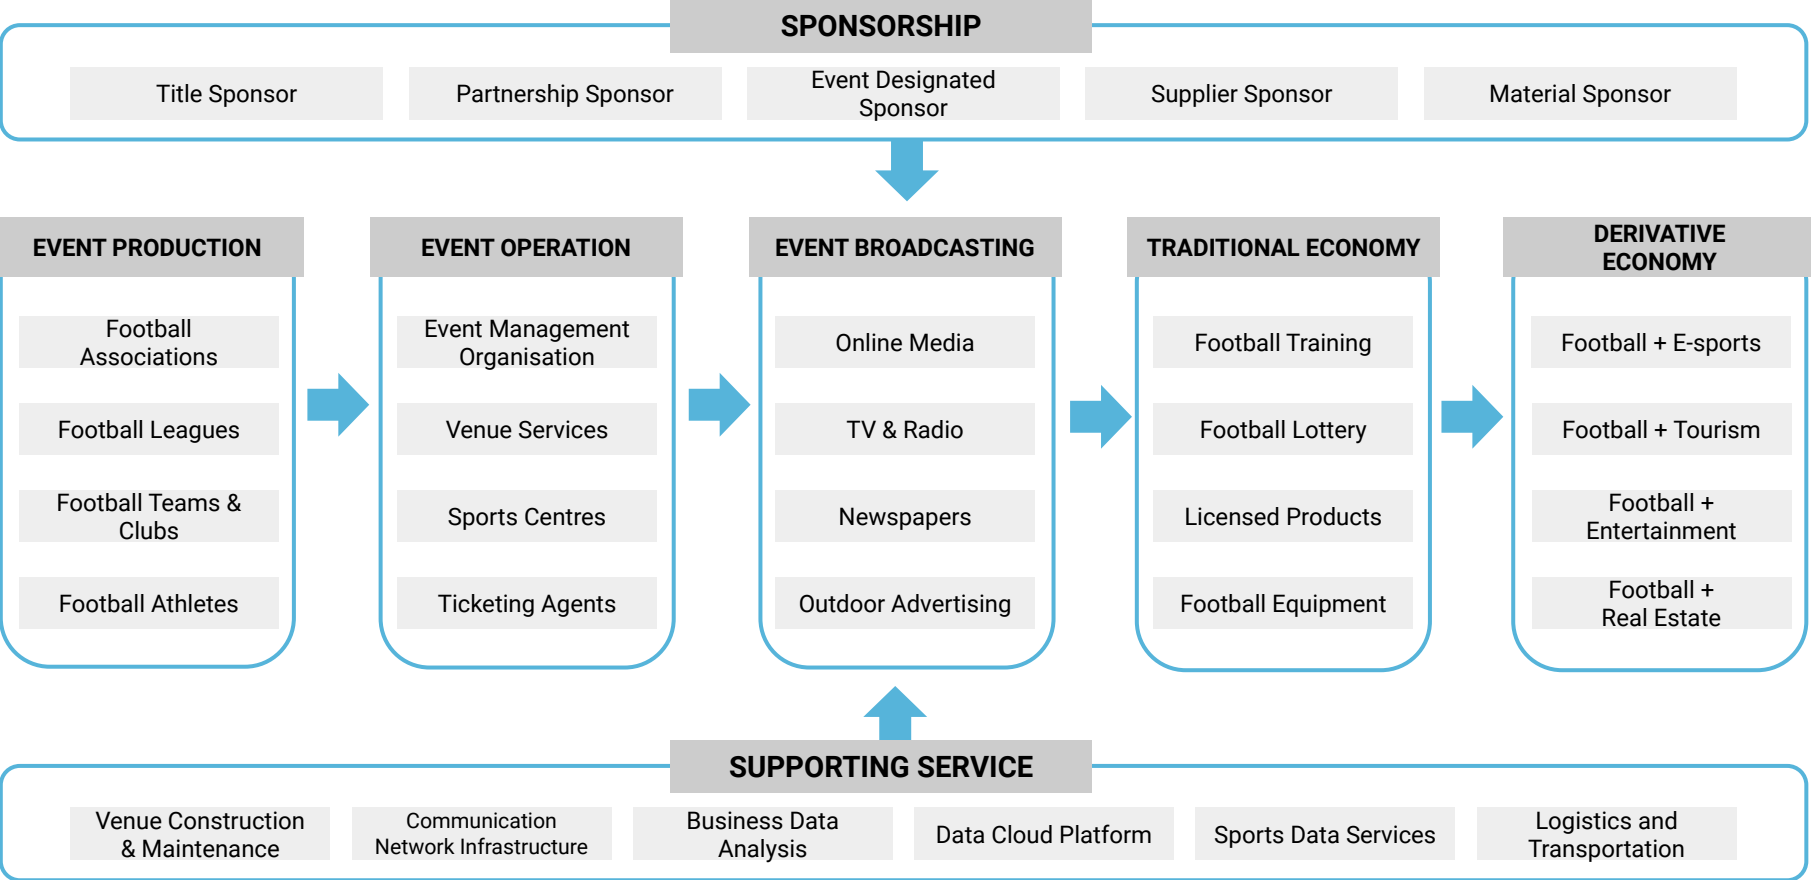 SPONSORSHIP
Title Sponsor
Partnership Sponsor
Event Designated
Sponsor
Supplier Sponsor
Material Sponsor
EVENT PRODUCTION
Football
Associations
Football Leagues
Football Teams &
Clubs
Football Athletes
EVENT OPERATION
Event Management
Organisation
Venue Services
Sports Centres
Ticketing Agents
EVENT BROADCASTING
Online Media
TV & Radio
Newspapers
Outdoor Advertising
TRADITIONAL ECONOMY
Football Training
Football Lottery
Licensed Products
Football Equipment
DERIVATIVE
ECONOMY
Football + E-sports
Football + Tourism
Football +
Entertainment
Football +
Real Estate
SUPPORTING SERVICE
Venue Construction
& Maintenance
Communication
Network Infrastructure
Business Data
Analysis
Data Cloud Platform
Sports Data Services
Logistics and
Transportation